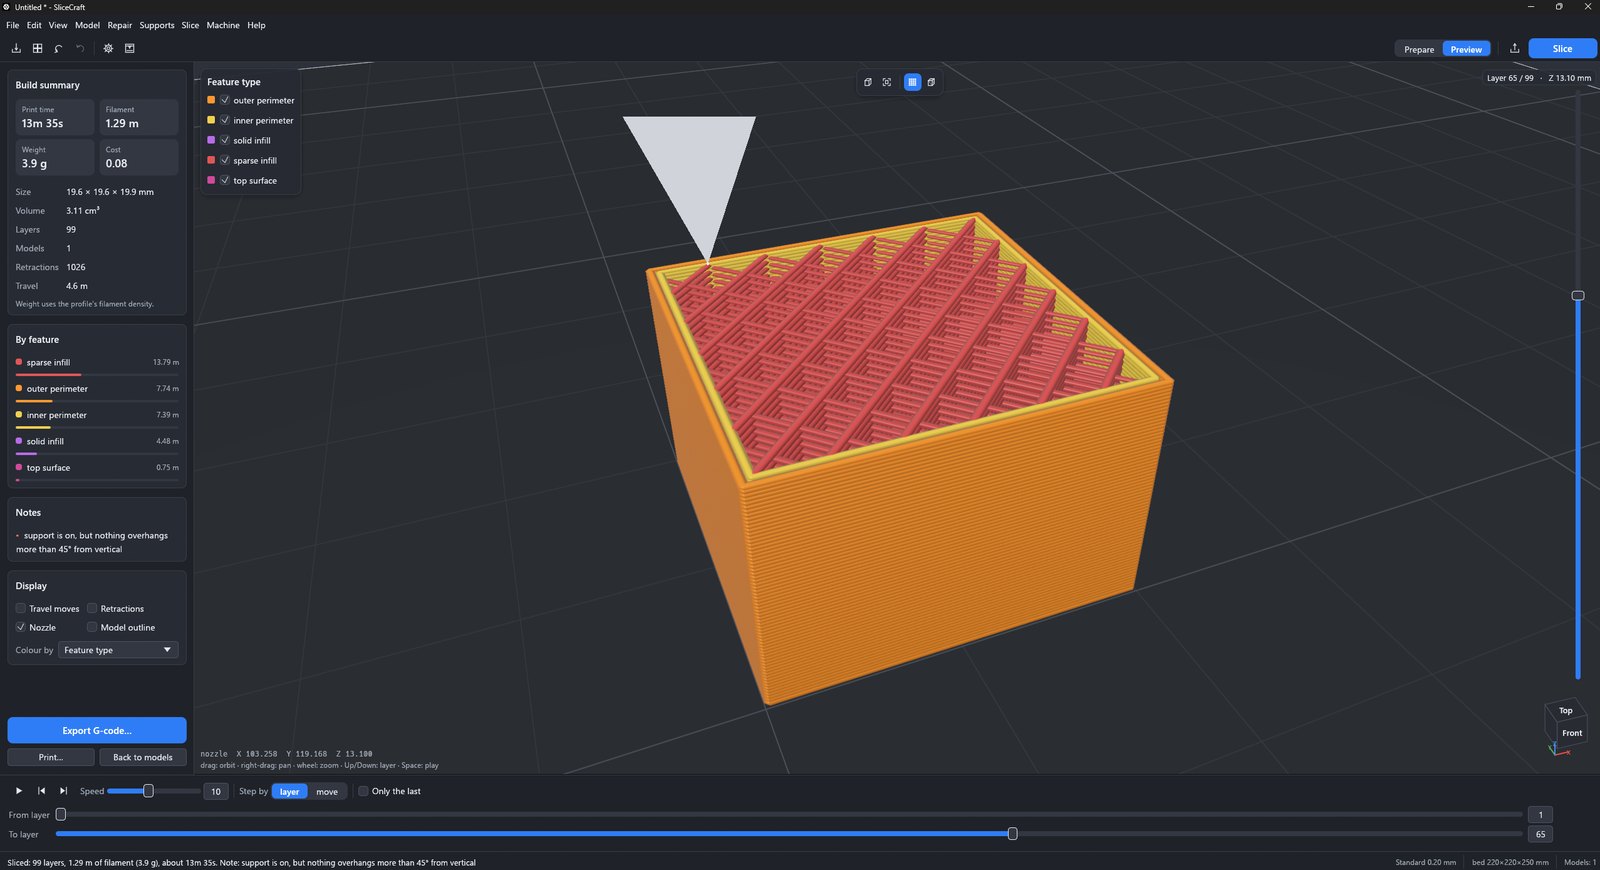 Untitled * - SliceCraft
File Edit View Model Repair Supports Slice Machine Help
Prepare Preview Slice
Build summary
Print time
13m 35s
Filament
1.29 m
Weight
3.9 g
Cost
0.08
Size 19.6 × 19.6 × 19.9 mm
Volume 3.11 cm³
Layers 99
Models 1
Retractions 1026
Travel 4.6 m
Weight uses the profile's filament density.
By feature
sparse infill 13.79 m
outer perimeter 7.74 m
inner perimeter 7.39 m
solid infill 4.48 m
top surface 0.75 m
Notes
• support is on, but nothing overhangs
more than 45° from vertical
Display
Travel moves Retractions
Nozzle Model outline
Colour by Feature type
Export G-code...
Print... Back to models
Feature type
outer perimeter
inner perimeter
solid infill
sparse infill
top surface
Layer 65 / 99 · Z 13.10 mm
Top
Front
nozzle X 103.258 Y 119.168 Z 13.100
drag: orbit · right-drag: pan · wheel: zoom · Up/Down: layer · Space: play
Speed 10 Step by layer move Only the last
From layer 1
To layer 65
Sliced: 99 layers, 1.29 m of filament (3.9 g), about 13m 35s. Note: support is on, but nothing overhangs more than 45° from vertical
Standard 0.20 mm bed 220×220×250 mm Models: 1